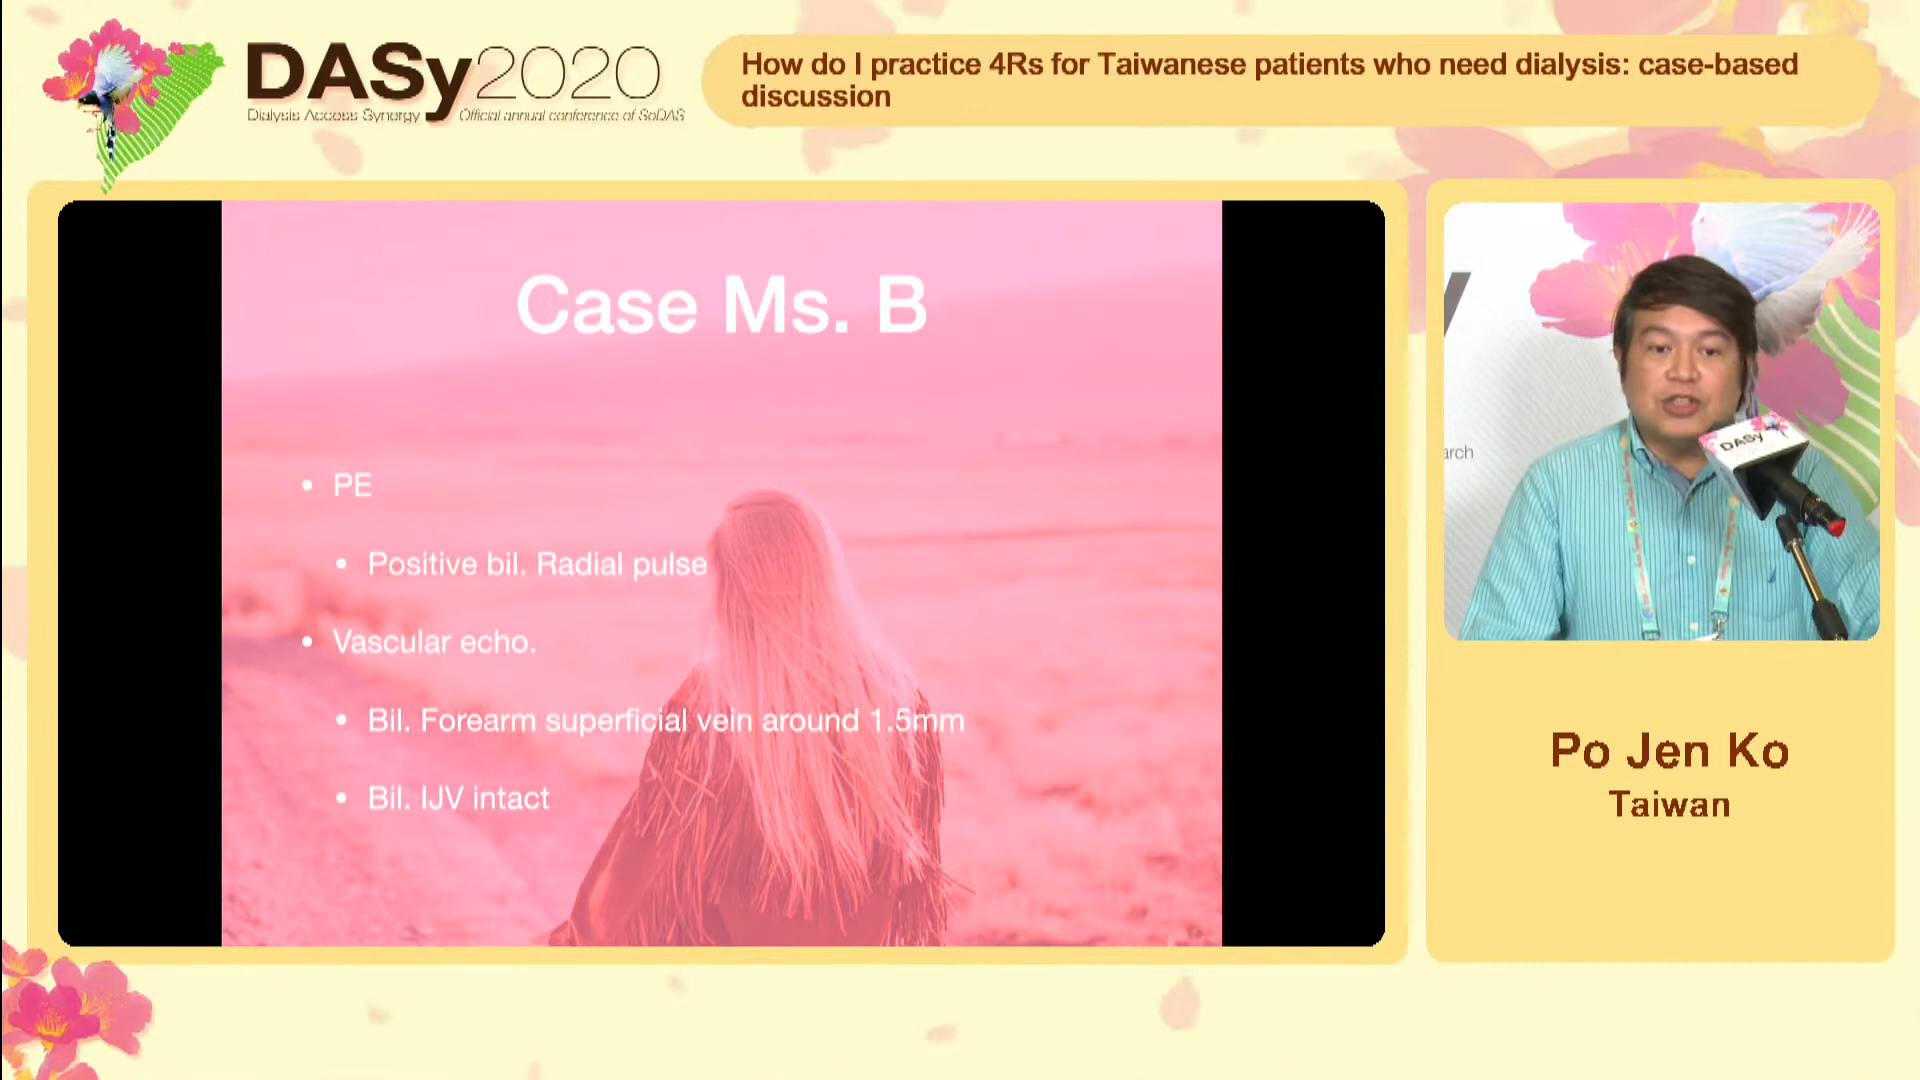 DASy2020
Dialysis Access Synergy Official annual conference of SoDAS
How do I practice 4Rs for Taiwanese patients who need dialysis: case-based
discussion
Case Ms. B
• PE
• Positive bil. Radial pulse
• Vascular echo.
• Bil. Forearm superficial vein around 1.5mm
• Bil. IJV intact
y
arch
DASy
Po Jen Ko
Taiwan